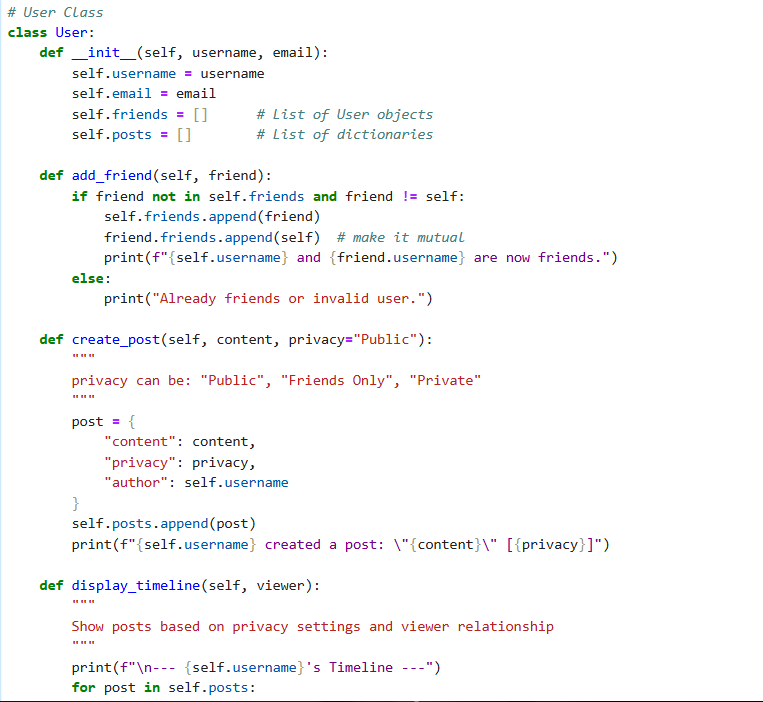 # User Class
class User:
    def __init__(self, username, email):
        self.username = username
        self.email = email
        self.friends = []      # List of User objects
        self.posts = []        # List of dictionaries

    def add_friend(self, friend):
        if friend not in self.friends and friend != self:
            self.friends.append(friend)
            friend.friends.append(self)  # make it mutual
            print(f"{self.username} and {friend.username} are now friends.")
        else:
            print("Already friends or invalid user.")

    def create_post(self, content, privacy="Public"):
        """
        privacy can be: "Public", "Friends Only", "Private"
        """
        post = {
            "content": content,
            "privacy": privacy,
            "author": self.username
        }
        self.posts.append(post)
        print(f"{self.username} created a post: \"{content}\" [{privacy}]")

    def display_timeline(self, viewer):
        """
        Show posts based on privacy settings and viewer relationship
        """
        print(f"\n--- {self.username}'s Timeline ---")
        for post in self.posts: